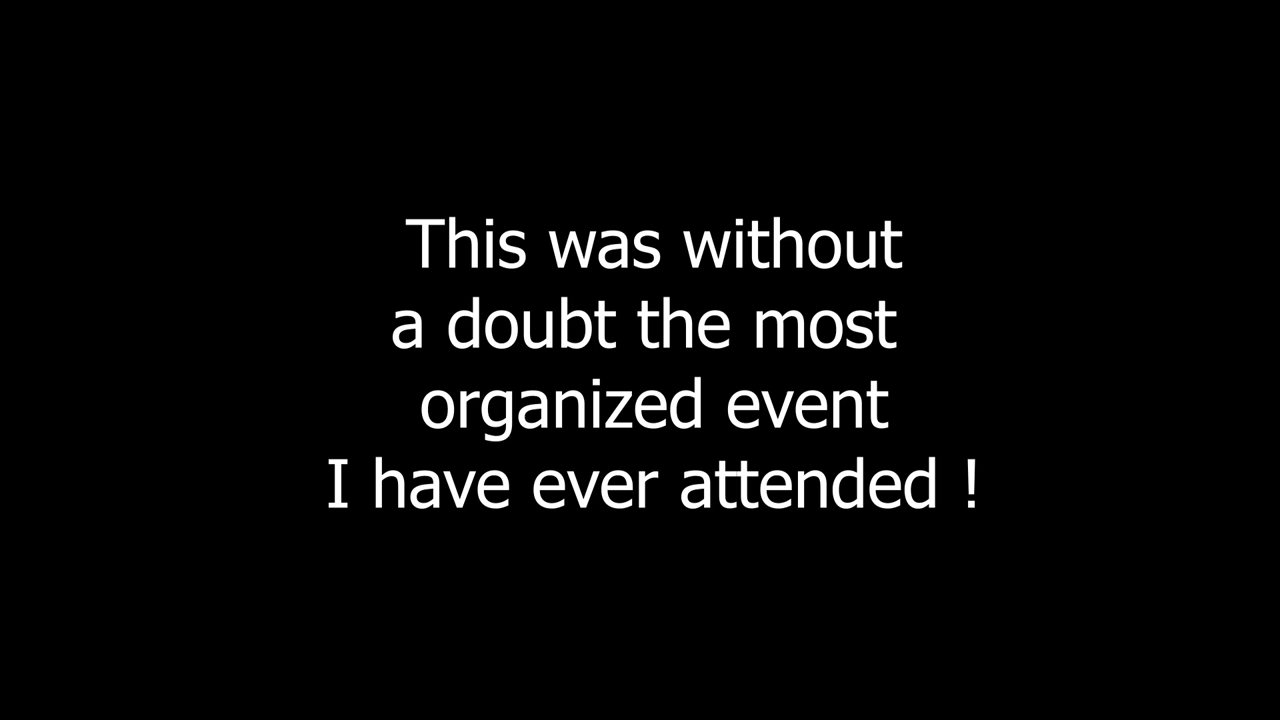 This was without
a doubt the most
organized event
I have ever attended !